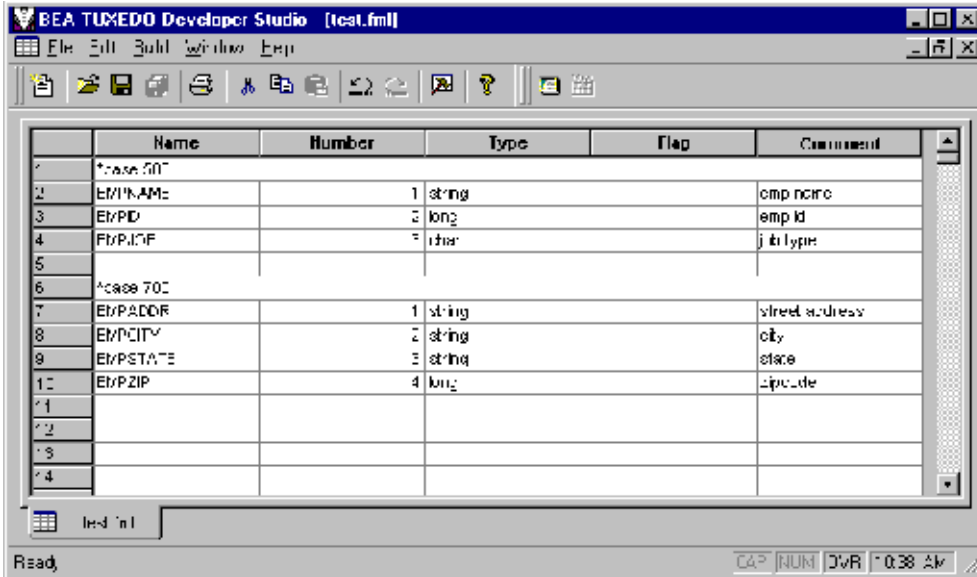 BEA TUXEDO Developer Studio - [test.fml]
File Edit Build Window Help
Name Number Type Flag Comment
1 *base 500
2 EMPNAME 1 string emp name
3 EMPID 2 long emp id
4 EMPJOB 3 char job type
5
6 *base 700
7 EMPADDR 1 string street address
8 EMPCITY 2 string city
9 EMPSTATE 3 string state
10 EMPZIP 4 long zipcode
11
12
13
14
test.fml
Ready
CAP NUM OVR 10:38 AM